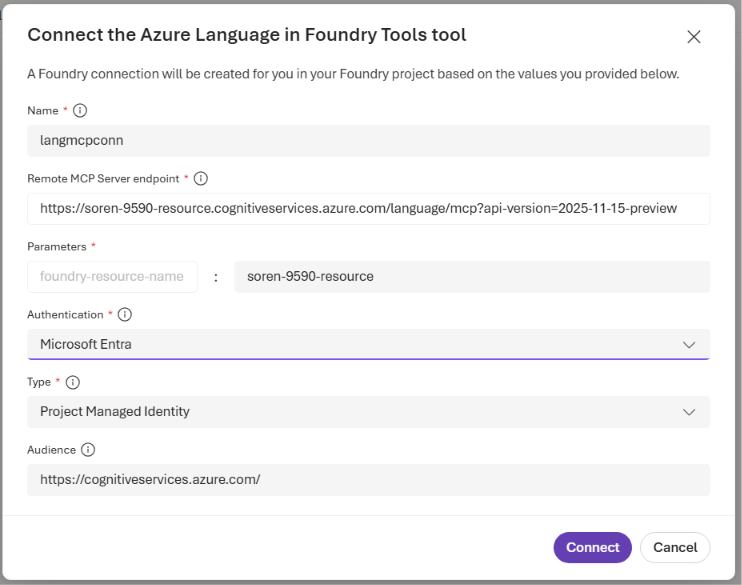 Connect the Azure Language in Foundry Tools tool
A Foundry connection will be created for you in your Foundry project based on the values you provided below.
Name *
langmcpconn
Remote MCP Server endpoint *
https://soren-9590-resource.cognitiveservices.azure.com/language/mcp?api-version=2025-11-15-preview
Parameters *
foundry-resource-name : soren-9590-resource
Authentication *
Microsoft Entra
Type *
Project Managed Identity
Audience
https://cognitiveservices.azure.com/
Connect Cancel